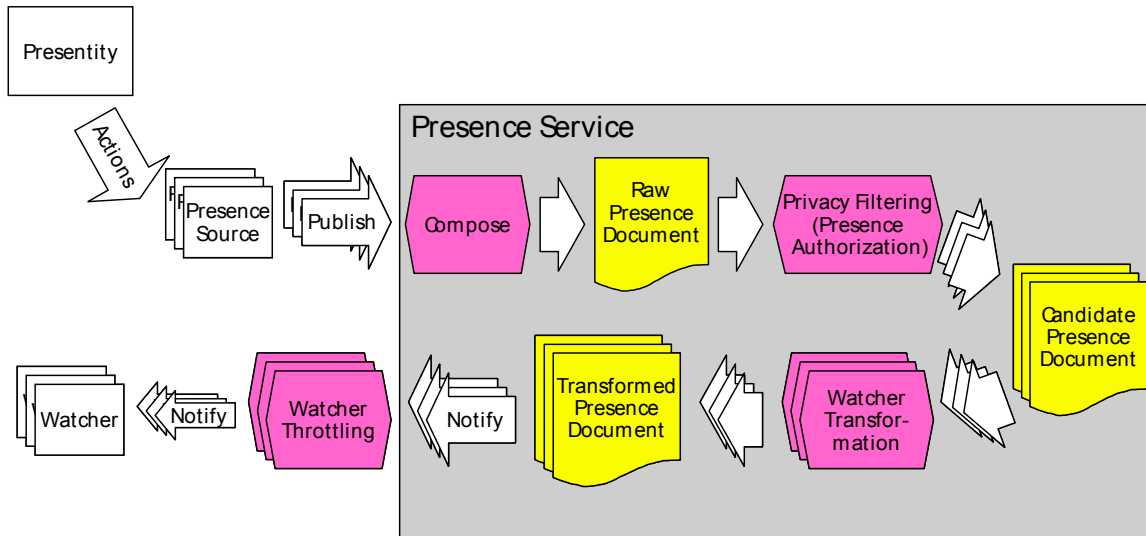 Presentity
Actions
Presence Service
Presence
Source
Publish
Compose
Raw
Presence
Document
Privacy Filtering
(Presence
Authorization)
Candidate
Presence
Document
Watcher
Transfor-
mation
Transformed
Presence
Document
Notify
Watcher
Throttling
Notify
Watcher